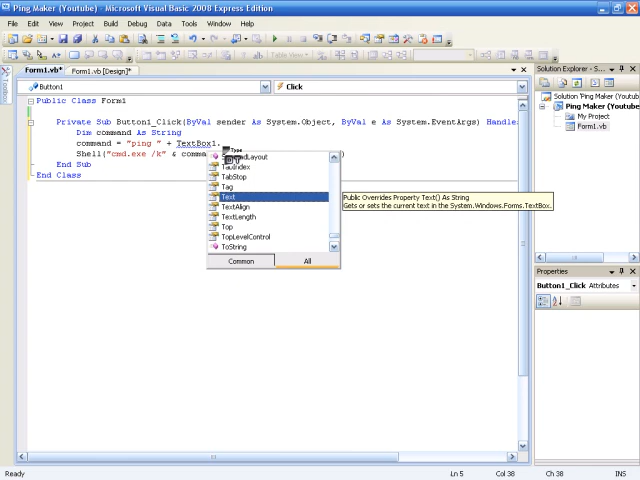 Ping Maker (Youtube) - Microsoft Visual Basic 2008 Express Edition
File Edit View Project Build Debug Data Tools Window Help
Table View
Form1.vb* Form1.vb [Design]*
Toolbox
Button1 Click
Public Class Form1
Private Sub Button1_Click(ByVal sender As System.Object, ByVal e As System.EventArgs) Handle
Dim command As String
command = "ping " + TextBox1.
Shell("cmd.exe /k" & comma )
End Sub
End Class
Type
TabIndex
TabStop
Tag
Text
TextAlign
TextLength
Top
TopLevelControl
ToString
Common All
Public Overrides Property Text() As String
Gets or sets the current text in the System.Windows.Forms.TextBox.
Solution Explorer - S...
Solution 'Ping Maker (Youtub
Ping Maker (Youtube
My Project
Form1.vb
Properties
Button1_Click Attributes
Ready Ln 5 Col 38 Ch 38 INS